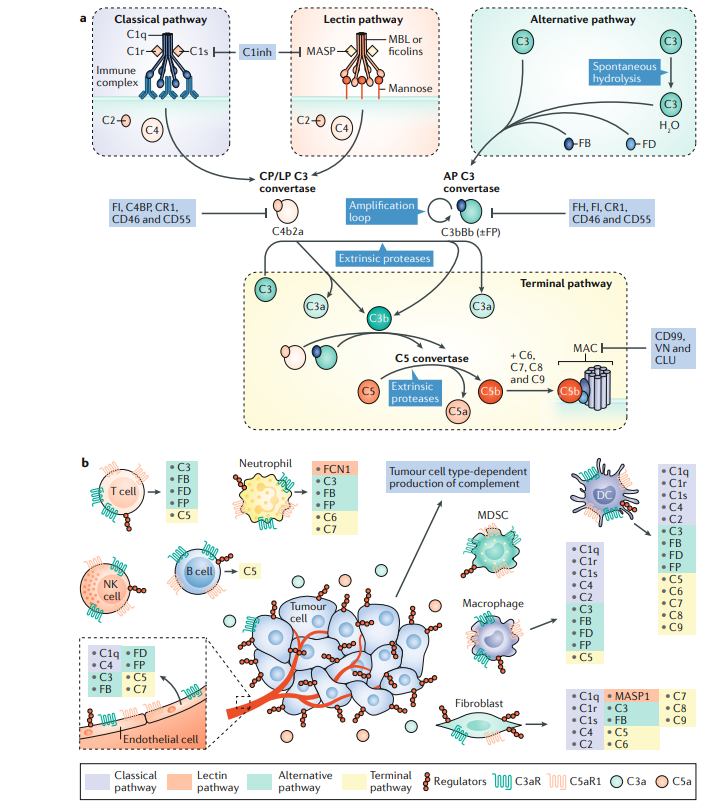 a
Classical pathway
C1q
C1r
C1s
Immune
complex
C2
C4
C1inh
Lectin pathway
MASP
MBL or
ficolins
Mannose
C2
C4
Alternative pathway
C3
C3
Spontaneous
hydrolysis
C3
H₂O
FB
FD
CP/LP C3
convertase
C4b2a
FI, C4BP, CR1,
CD46 and CD55
AP C3
convertase
Amplification
loop
C3bBb (±FP)
FH, FI, CR1,
CD46 and CD55
Extrinsic proteases
Terminal pathway
C3
C3a
C3b
C3a
C5 convertase
C5
Extrinsic
proteases
C5a
C5b
+ C6,
C7, C8
and C9
MAC
C5b
CD99,
VN and
CLU
b
T cell
• C3
• FB
• FD
• FP
• C5
Neutrophil
• FCN1
• C3
• FB
• FP
• C6
• C7
Tumour cell type-dependent
production of complement
DC
• C1q
• C1r
• C1s
• C4
• C2
• C3
• FB
• FD
• FP
• C5
• C6
• C7
• C8
• C9
MDSC
NK
cell
B cell
• C5
Tumour
cell
Macrophage
• C1q
• C1r
• C1s
• C4
• C2
• C3
• FB
• FD
• FP
• C5
• C1q • FD
• C4 • FP
• C3 • C5
• FB • C7
Endothelial cell
Fibroblast
• C1q • MASP1 • C7
• C1r • C3 • C8
• C1s • FB • C9
• C4 • C5
• C2 • C6
Classical
pathway
Lectin
pathway
Alternative
pathway
Terminal
pathway
Regulators
C3aR
C5aR1
C3a
C5a